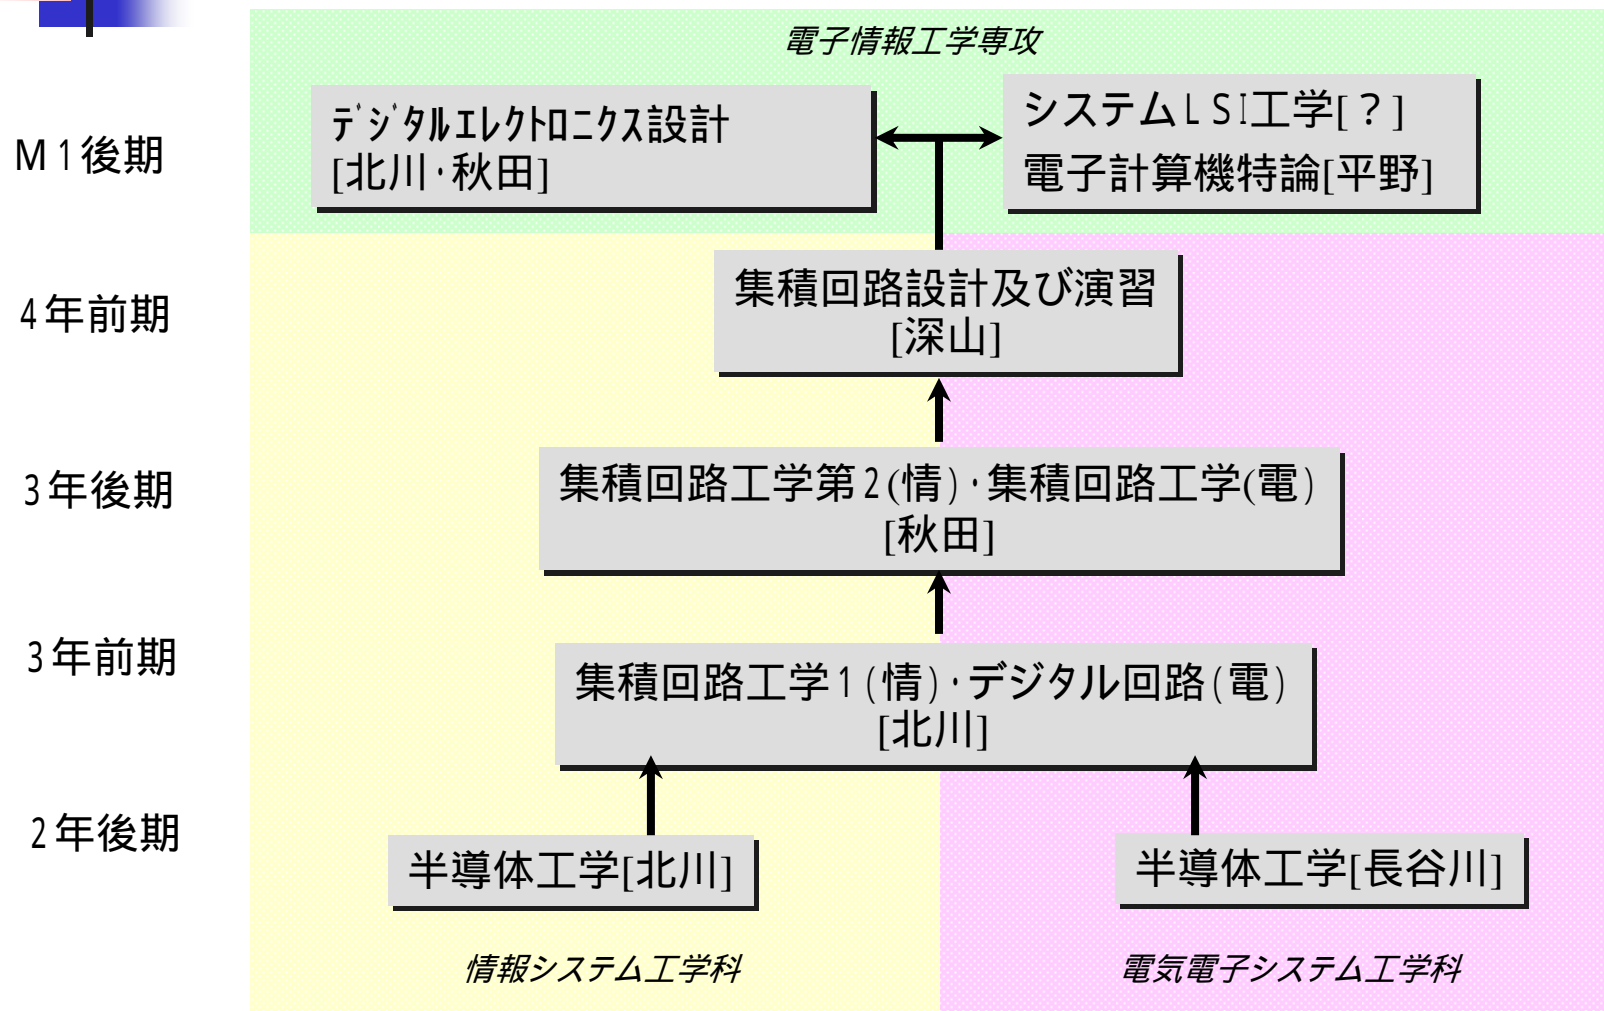 電子情報工学専攻
M1後期
デジタルエレクトロニクス設計
[北川・秋田]
システムLSI工学[?]
電子計算機特論[平野]
4年前期
集積回路設計及び演習
[深山]
3年後期
集積回路工学第2(情)・集積回路工学(電)
[秋田]
3年前期
集積回路工学1(情)・デジタル回路(電)
[北川]
2年後期
半導体工学[北川]
半導体工学[長谷川]
情報システム工学科
電気電子システム工学科